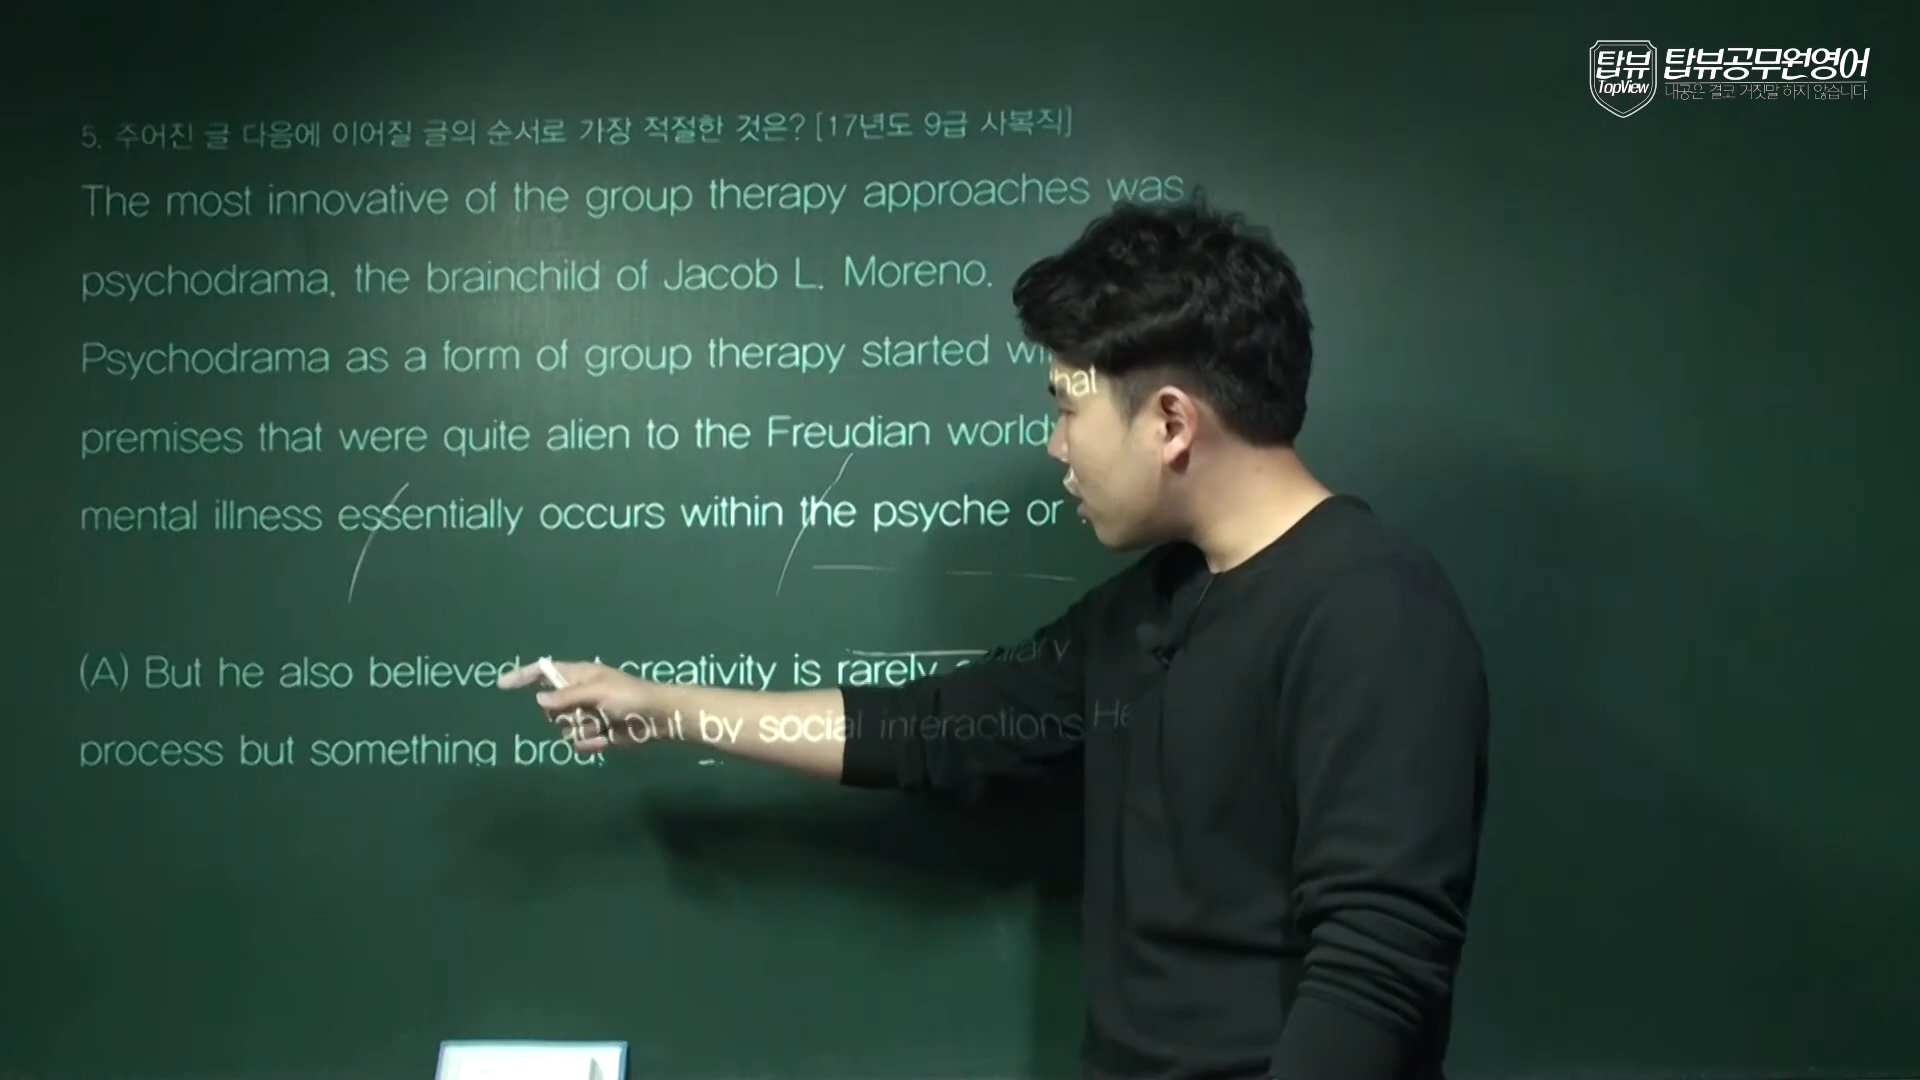 탑뷰
TopView
탑뷰공무원영어
내공은 결코 거짓말 하지 않습니다
5. 주어진 글 다음에 이어질 글의 순서로 가장 적절한 것은? [17년도 9급 사복직]
The most innovative of the group therapy approaches was
psychodrama, the brainchild of Jacob L. Moreno.
Psychodrama as a form of group therapy started
premises that were quite alien to the Freudian
mental illness essentially occurs within the psyche or
(A) But he also believed creativity is rarely
process but something by social interactions He